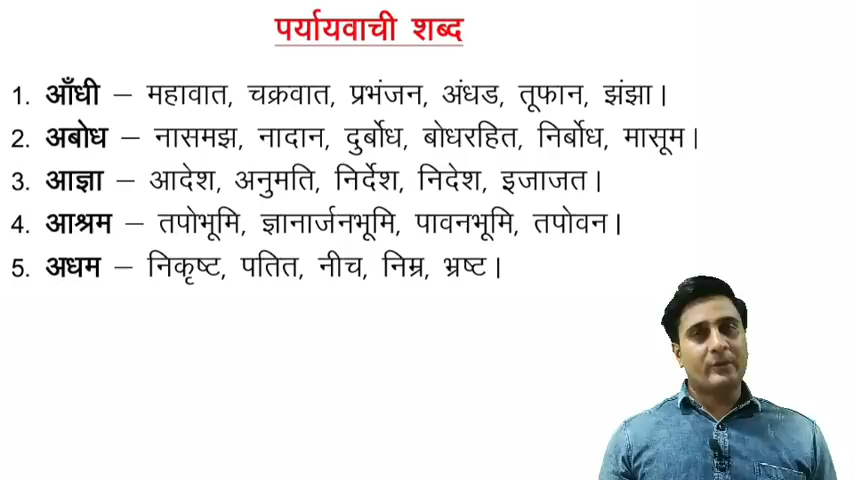 पर्यायवाची शब्द
1. आँधी – महावात, चक्रवात, प्रभंजन, अंधड, तूफान, झंझा।
2. अबोध – नासमझ, नादान, दुर्बोध, बोधरहित, निर्बोध, मासूम।
3. आज्ञा – आदेश, अनुमति, निर्देश, निदेश, इजाजत।
4. आश्रम – तपोभूमि, ज्ञानार्जनभूमि, पावनभूमि, तपोवन।
5. अधम – निकृष्ट, पतित, नीच, निम्र, भ्रष्ट।